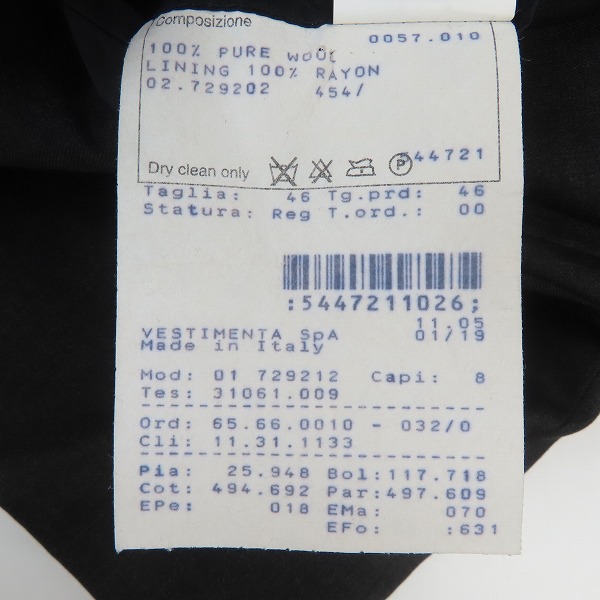 Composizione 0057.010
100% PURE WOOL
LINING 100% RAYON
02.729202 454/
Dry clean only P 544721
Taglia: 46 Tg.prd: 46
Statura: Reg T.ord.: 00
:5447211026;
11.05
VESTIMENTA SpA 01/19
Made in Italy
Mod: 01 729212 Capi: 8
Tes: 31061.009
Ord: 65.66.0010 - 032/0
Cli: 11.31.1133
Pia: 25.948 Bol:117.718
Cot: 494.692 Par:497.609
EPe: 018 EMa: 070
EFo: :631